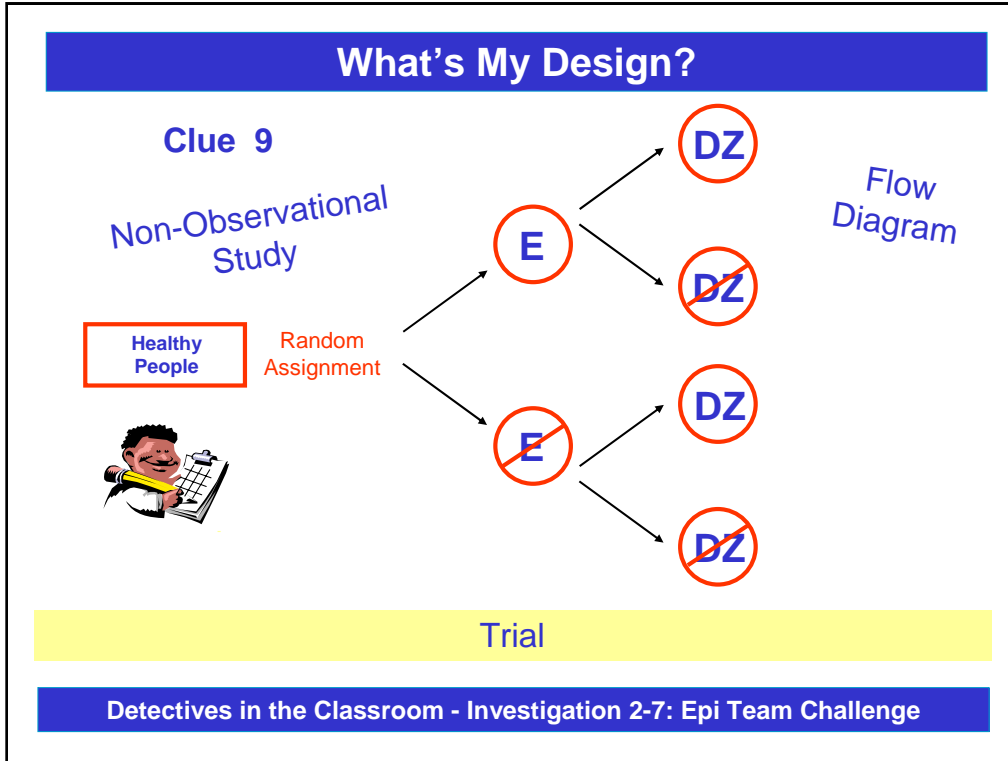 What's My Design?
Clue 9
Non-Observational
Study
Flow
Diagram
Healthy
People
Random
Assignment
E
E
DZ
DZ
DZ
DZ
Trial
Detectives in the Classroom - Investigation 2-7: Epi Team Challenge